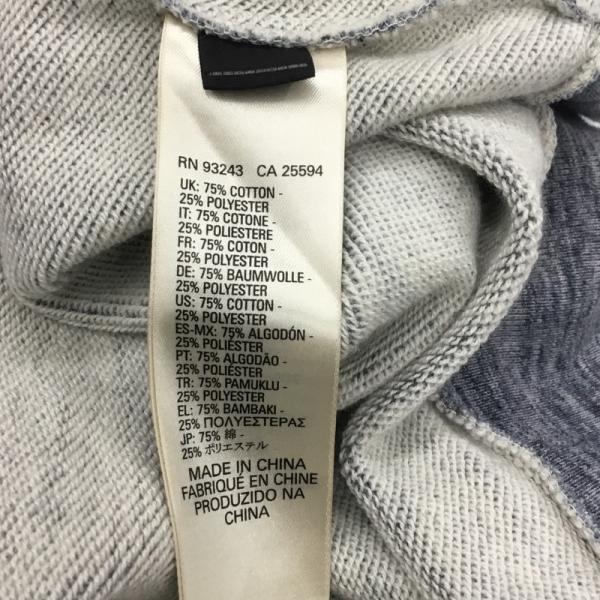 RN 93243 CA 25594
UK: 75% COTTON -
25% POLYESTER
IT: 75% COTONE -
25% POLIESTERE
FR: 75% COTON -
25% POLYESTER
DE: 75% BAUMWOLLE -
25% POLYESTER
US: 75% COTTON -
25% POLYESTER
ES-MX: 75% ALGODÓN -
25% POLIÉSTER
PT: 75% ALGODÃO -
25% POLIÉSTER
TR: 75% PAMUKLU -
25% POLYESTER
EL: 75% BAMBAKI -
25% ΠΟΛΥΕΣΤΕΡΑΣ
JP: 75% 綿 -
25% ポリエステル
MADE IN CHINA
FABRIQUÉ EN CHINE
PRODUZIDO NA
CHINA